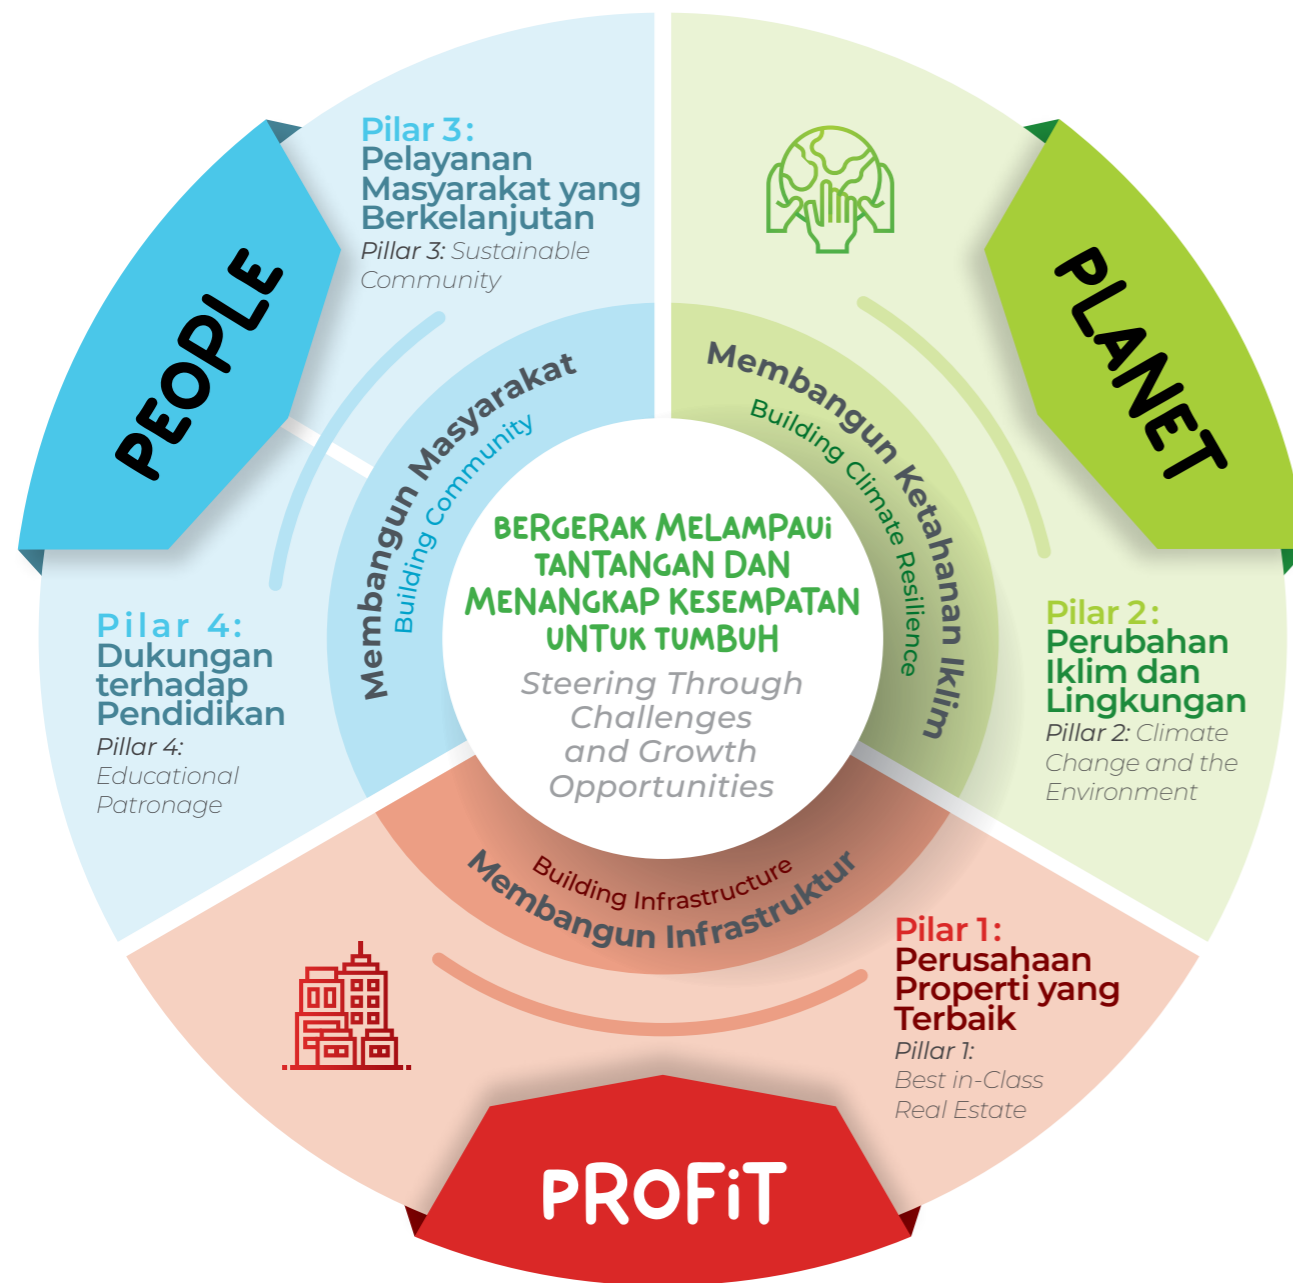 PEOPLE
Pilar 3:
Pelayanan
Masyarakat yang
Berkelanjutan
Pillar 3: Sustainable
Community
Membangun Masyarakat
Building Community
Pilar 4:
Dukungan
terhadap
Pendidikan
Pillar 4:
Educational
Patronage
PLANET
Membangun Ketahanan Iklim
Building Climate Resilience
Pilar 2:
Perubahan
Iklim dan
Lingkungan
Pillar 2: Climate
Change and the
Environment
BERGERAK MELAMPAUi
TANTANGAN DAN
MENANGKAP KESEMPATAN
UNTUK TUMBUH
Steering Through
Challenges
and Growth
Opportunities
Building Infrastructure
Membangun Infrastruktur
Pilar 1:
Perusahaan
Properti yang
Terbaik
Pillar 1:
Best in-Class
Real Estate
PROFiT